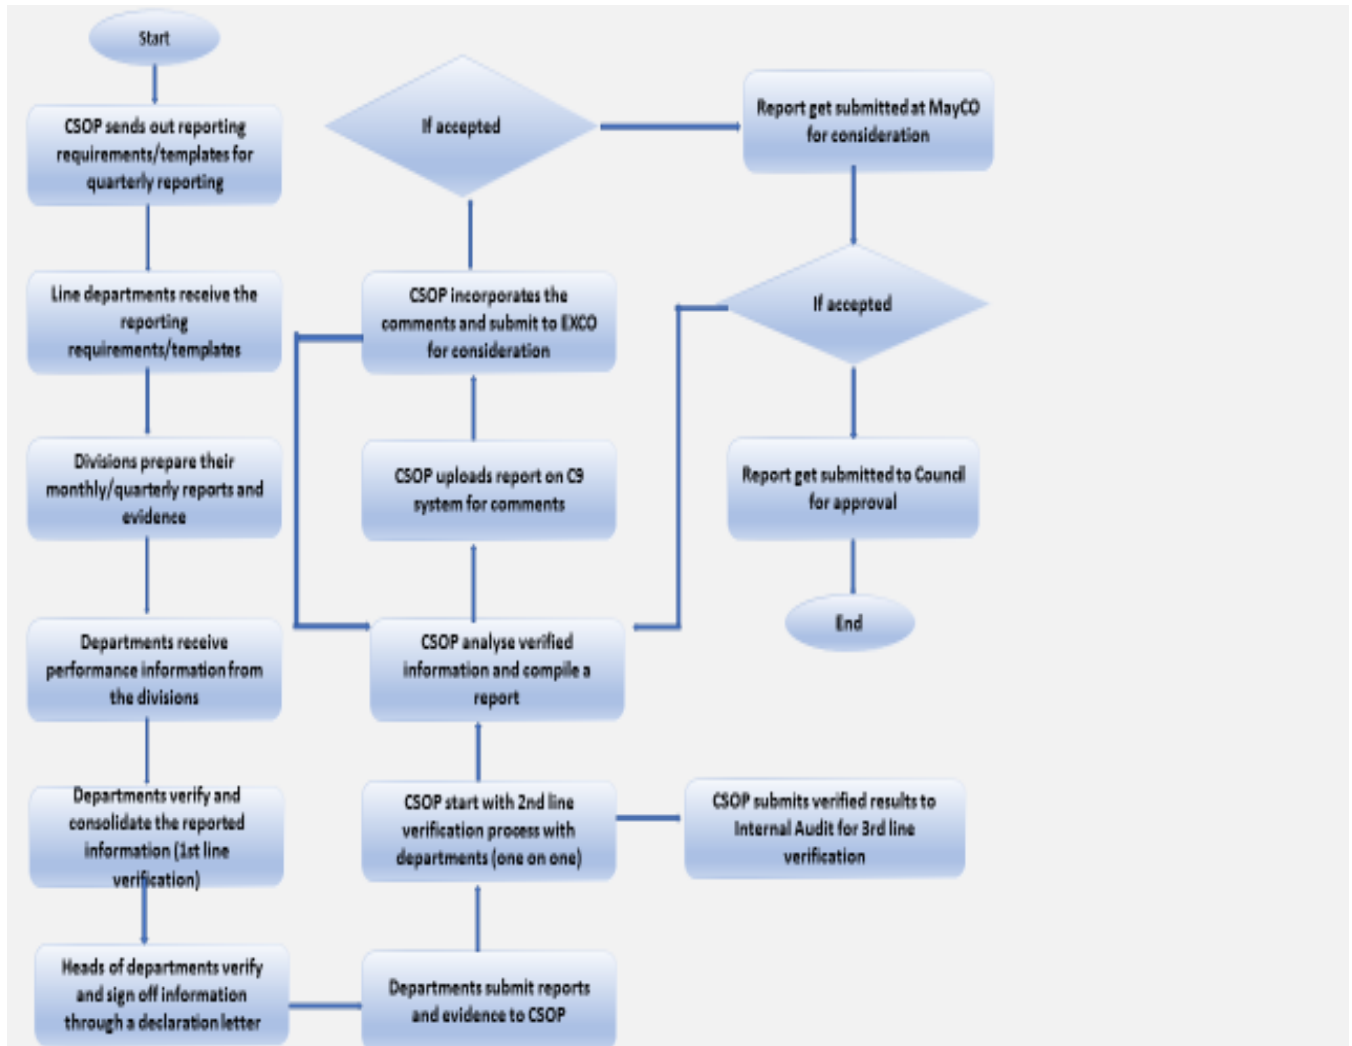 Start
CSOP sends out reporting
requirements/templates for
quarterly reporting
Line departments receive the
reporting
requirements/templates
Divisions prepare their
monthly/quarterly reports and
evidence
Departments receive
performance information from
the divisions
Departments verify and
consolidate the reported
information (1st line
verification)
Heads of departments verify
and sign off information
through a declaration letter
Departments submit reports
and evidence to CSOP
CSOP start with 2nd line
verification process with
departments (one on one)
CSOP submits verified results to
Internal Audit for 3rd line
verification
CSOP analyse verified
information and compile a
report
CSOP uploads report on C9
system for comments
CSOP incorporates the
comments and submit to EXCO
for consideration
If accepted
Report get submitted at MayCO
for consideration
If accepted
Report get submitted to Council
for approval
End